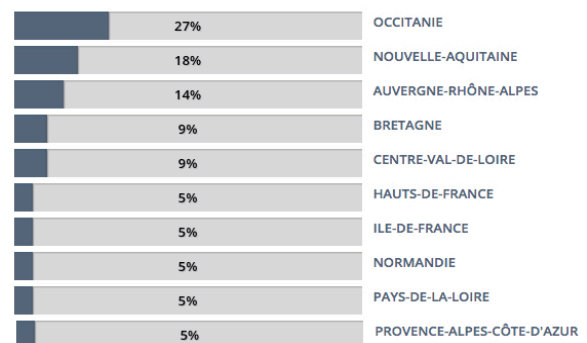 27% OCCITANIE
18% NOUVELLE-AQUITAINE
14% AUVERGNE-RHÔNE-ALPES
9% BRETAGNE
9% CENTRE-VAL-DE-LOIRE
5% HAUTS-DE-FRANCE
5% ILE-DE-FRANCE
5% NORMANDIE
5% PAYS-DE-LA-LOIRE
5% PROVENCE-ALPES-CÔTE-D'AZUR